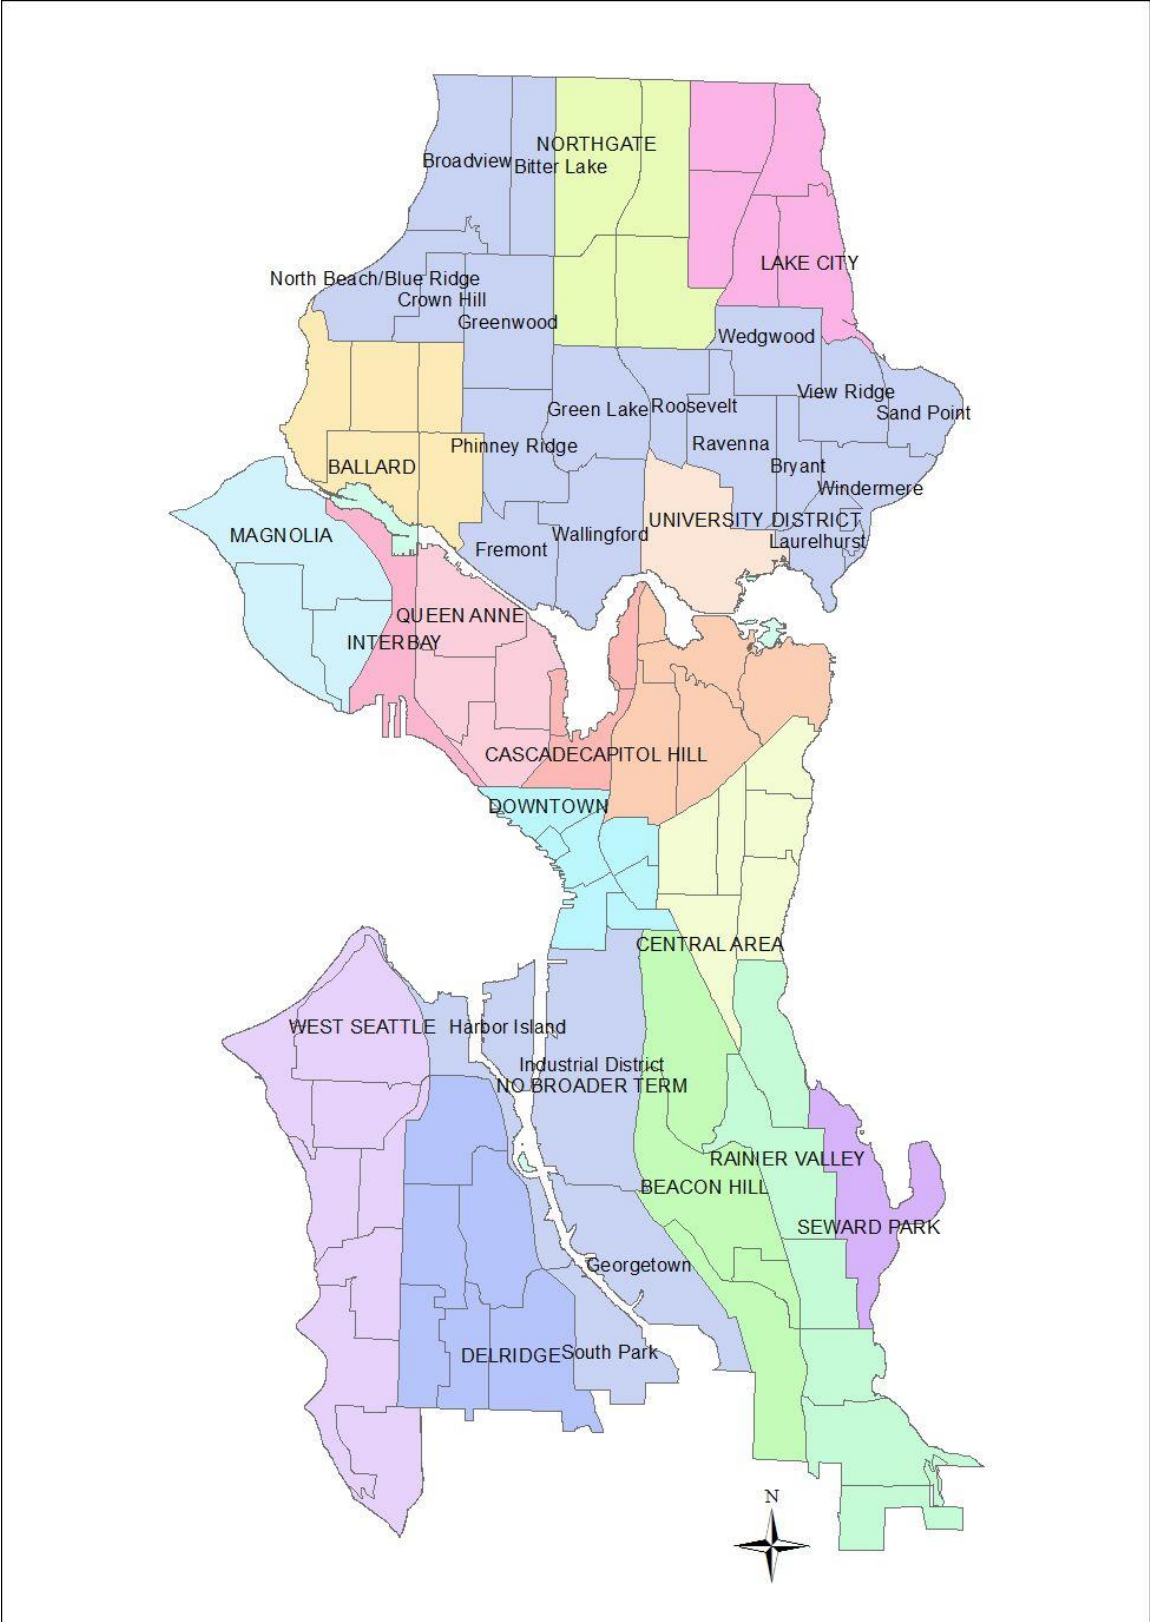 NORTHGATE
Broadview
Bitter Lake
LAKE CITY
North Beach/Blue Ridge
Crown Hill
Greenwood
Wedgwood
View Ridge
Green Lake
Roosevelt
Sand Point
Phinney Ridge
Ravenna
BALLARD
Bryant
Windermere
MAGNOLIA
UNIVERSITY DISTRICT
Fremont
Wallingford
Laurelhurst
QUEEN ANNE
INTERBAY
CASCADE
CAPITOL HILL
DOWNTOWN
CENTRAL AREA
WEST SEATTLE
Harbor Island
Industrial District
NO BROADER TERM
RAINIER VALLEY
BEACON HILL
SEWARD PARK
Georgetown
DELRIDGE
South Park
N